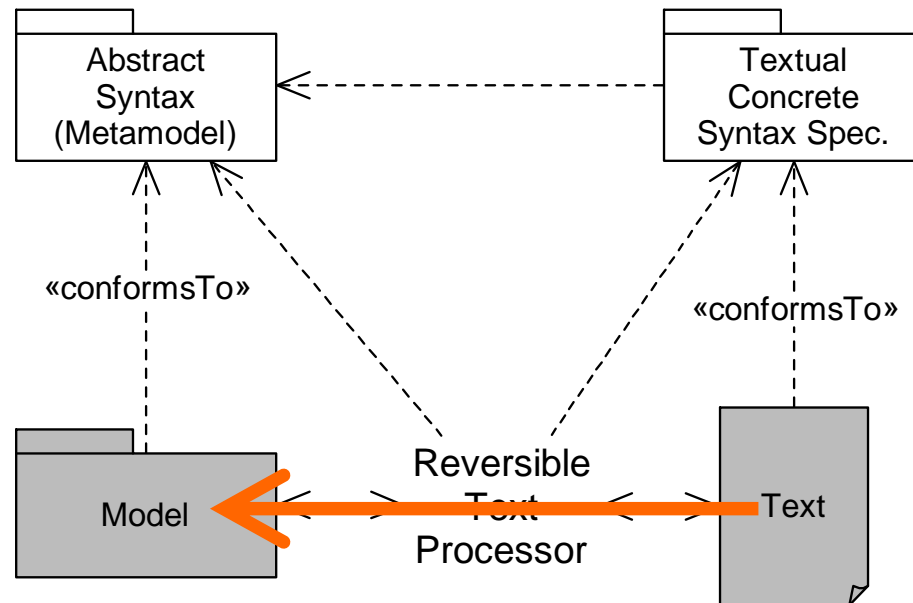 Abstract
Syntax
(Metamodel)
Textual
Concrete
Syntax Spec.
«conformsTo»
«conformsTo»
Model
Reversible
Text
Processor
Text